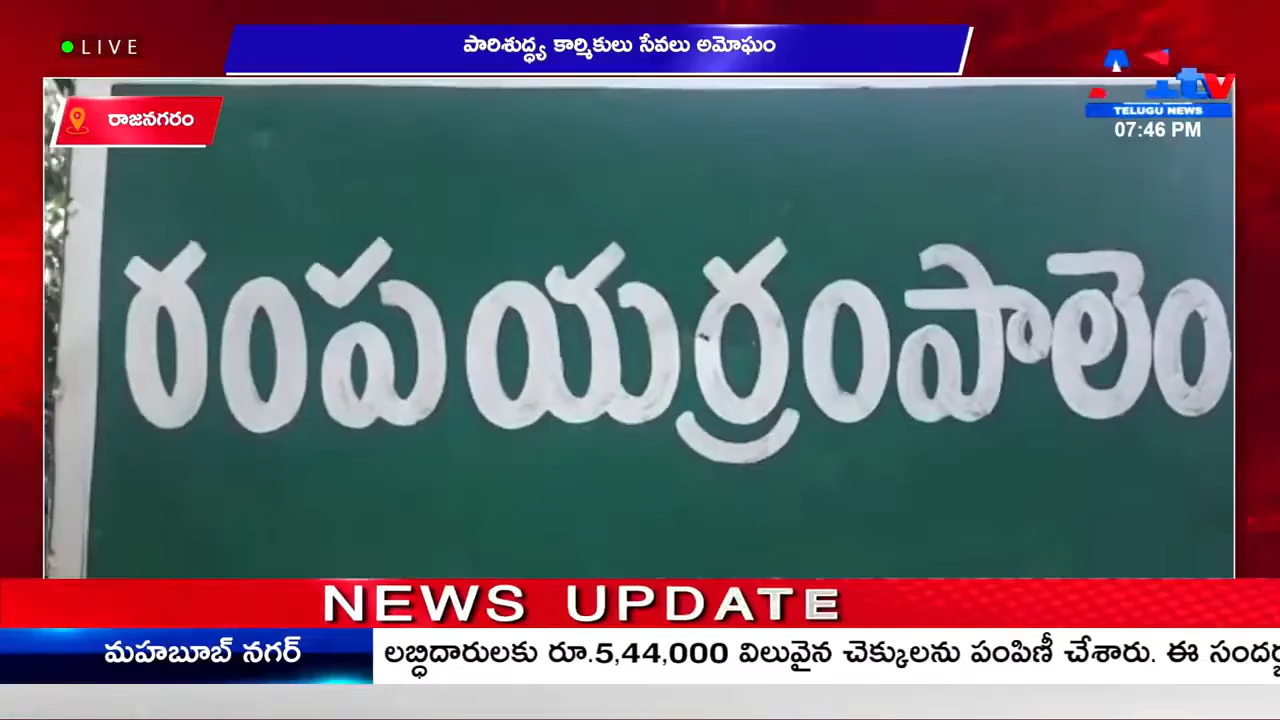 LIVE
పారిశుద్ధ్య కార్మికులు సేవలు అమోఘం
రాజనగరం
TELUGU NEWS
07:46 PM
రంపయర్రంపాలెం
NEWS UPDATE
మహబూబ్ నగర్
లబ్ధిదారులకు రూ.5,44,000 విలువైన చెక్కులను పంపిణీ చేశారు. ఈ